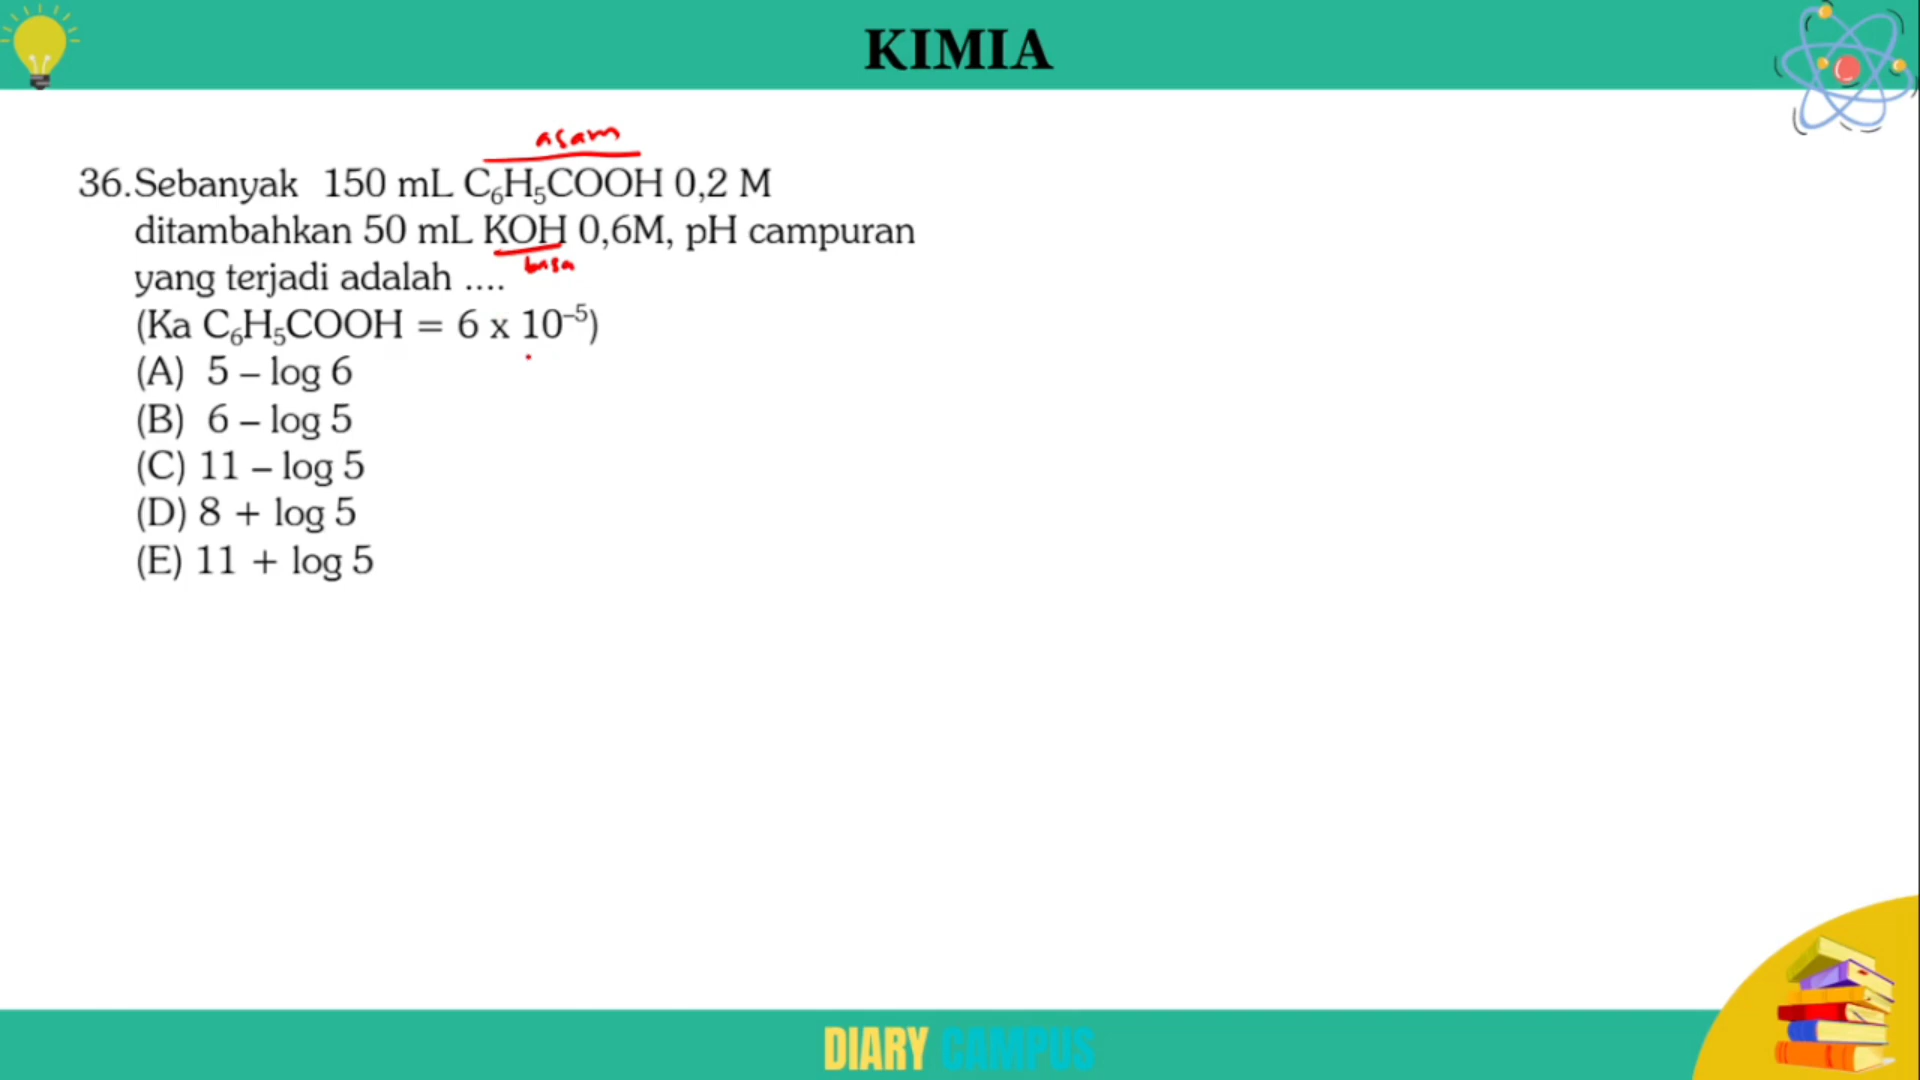 KIMIA
asam
36.Sebanyak 150 mL C₆H₅COOH 0,2 M
ditambahkan 50 mL KOH 0,6M, pH campuran
basa
yang terjadi adalah ....
(Ka C₆H₅COOH = 6 x 10⁻⁵)
(A) 5 – log 6
(B) 6 – log 5
(C) 11 – log 5
(D) 8 + log 5
(E) 11 + log 5
DIARY CAMPUS